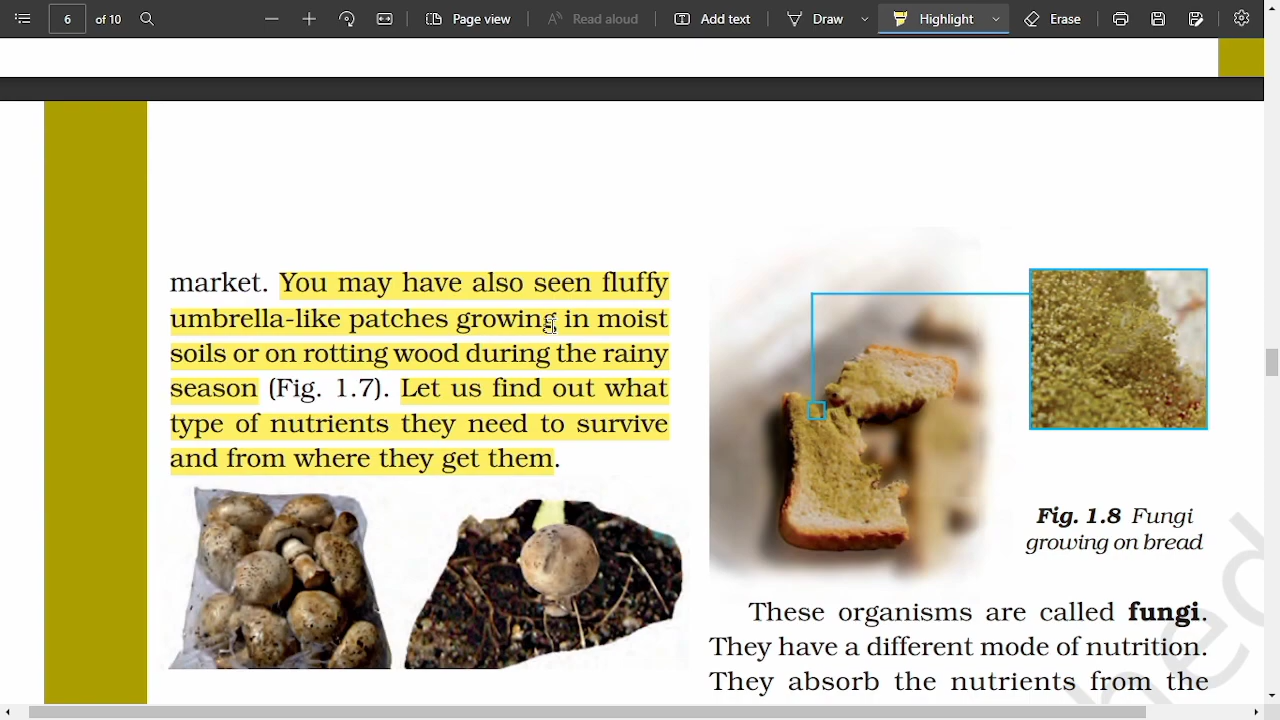 6 of 10
Page view
Read aloud
Add text
Draw
Highlight
Erase
market. You may have also seen fluffy
umbrella-like patches growing in moist
soils or on rotting wood during the rainy
season (Fig. 1.7). Let us find out what
type of nutrients they need to survive
and from where they get them.
Fig. 1.8 Fungi
growing on bread
These organisms are called fungi.
They have a different mode of nutrition.
They absorb the nutrients from the